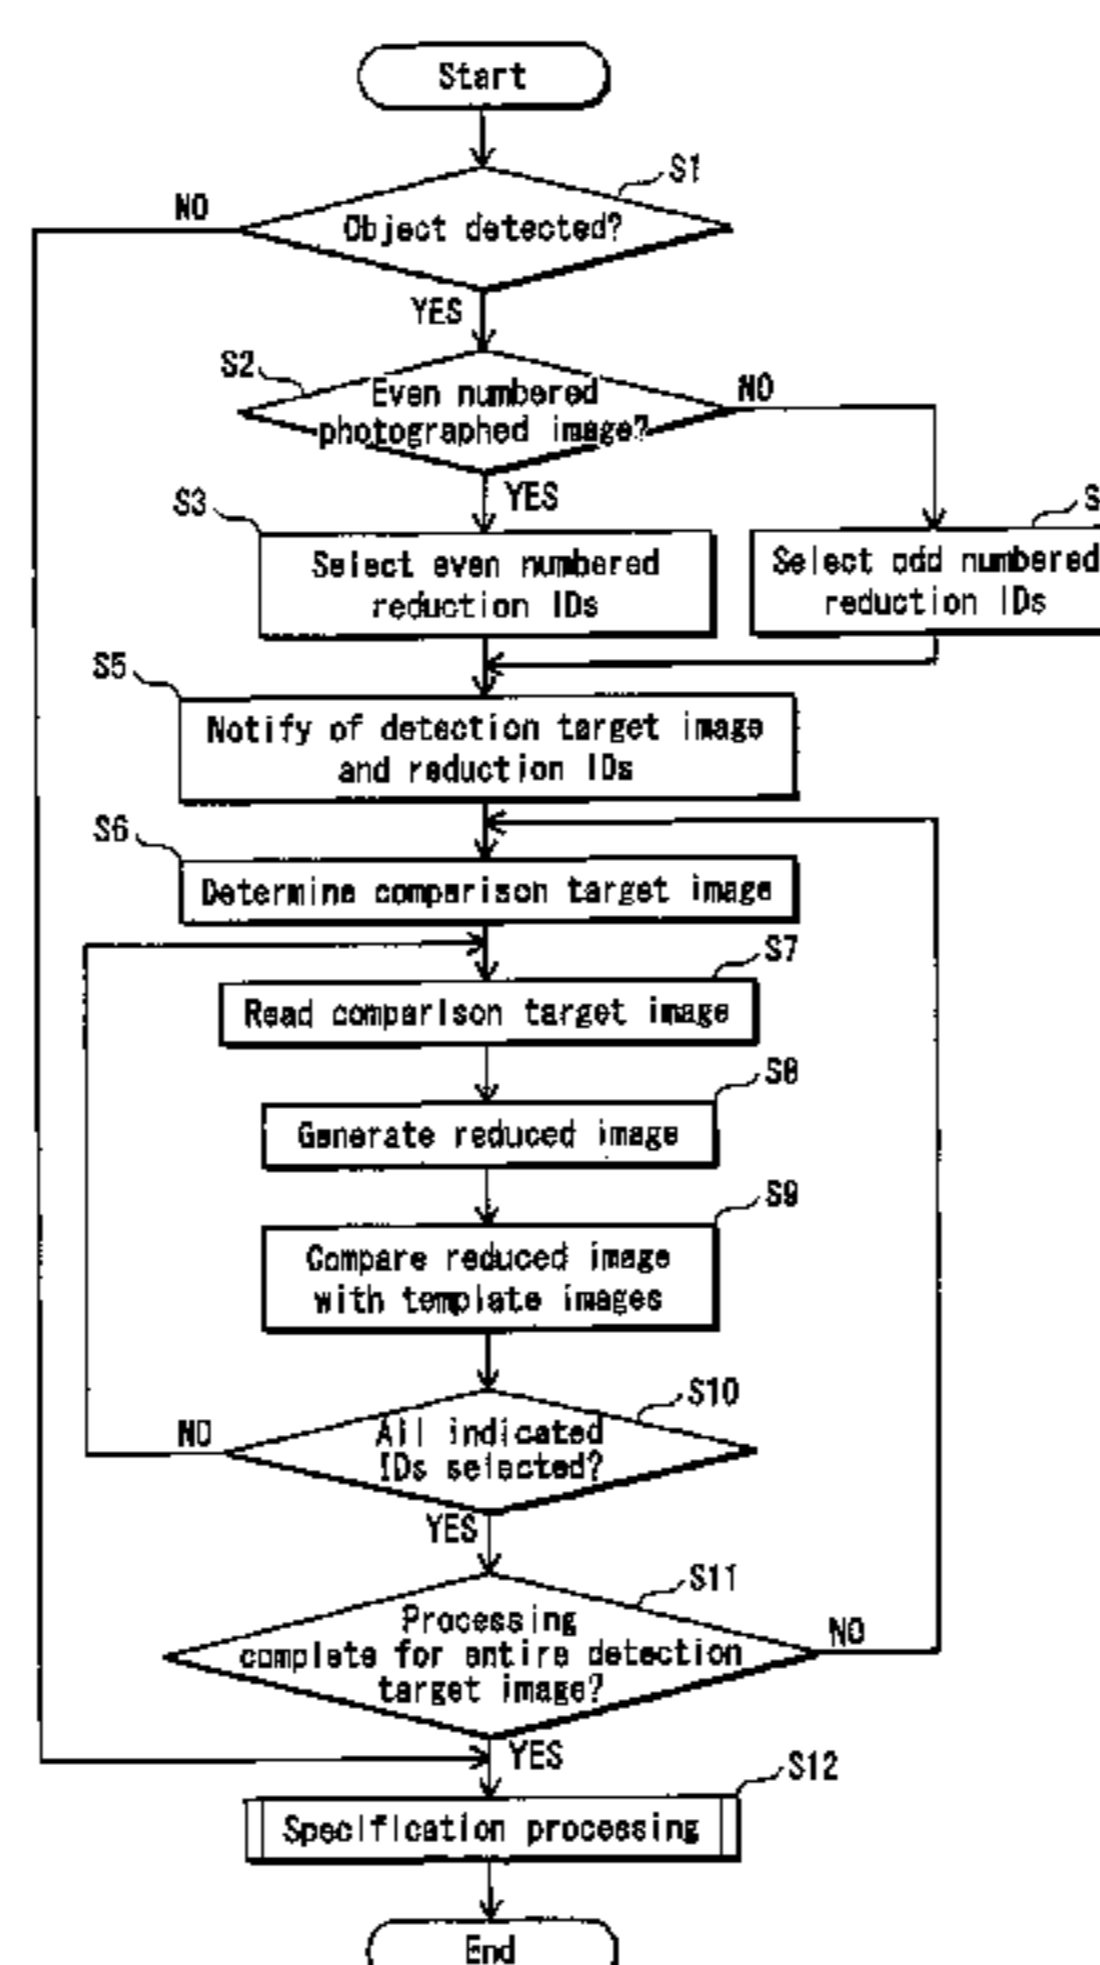 Start
S1
NO
Object detected?
YES
S2
Even numbered
photographed image?
NO
YES
S3
Select even numbered
reduction IDs
S
Select odd numbered
reduction IDs
S5
Notify of detection target image
and reduction IDs
S6
Determine comparison target image
S7
Read comparison target image
S8
Generate reduced image
S9
Compare reduced image
with template images
S10
NO
All indicated
IDs selected?
YES
S11
Processing
complete for entire detection
target image?
NO
YES
S12
Specification processing
End